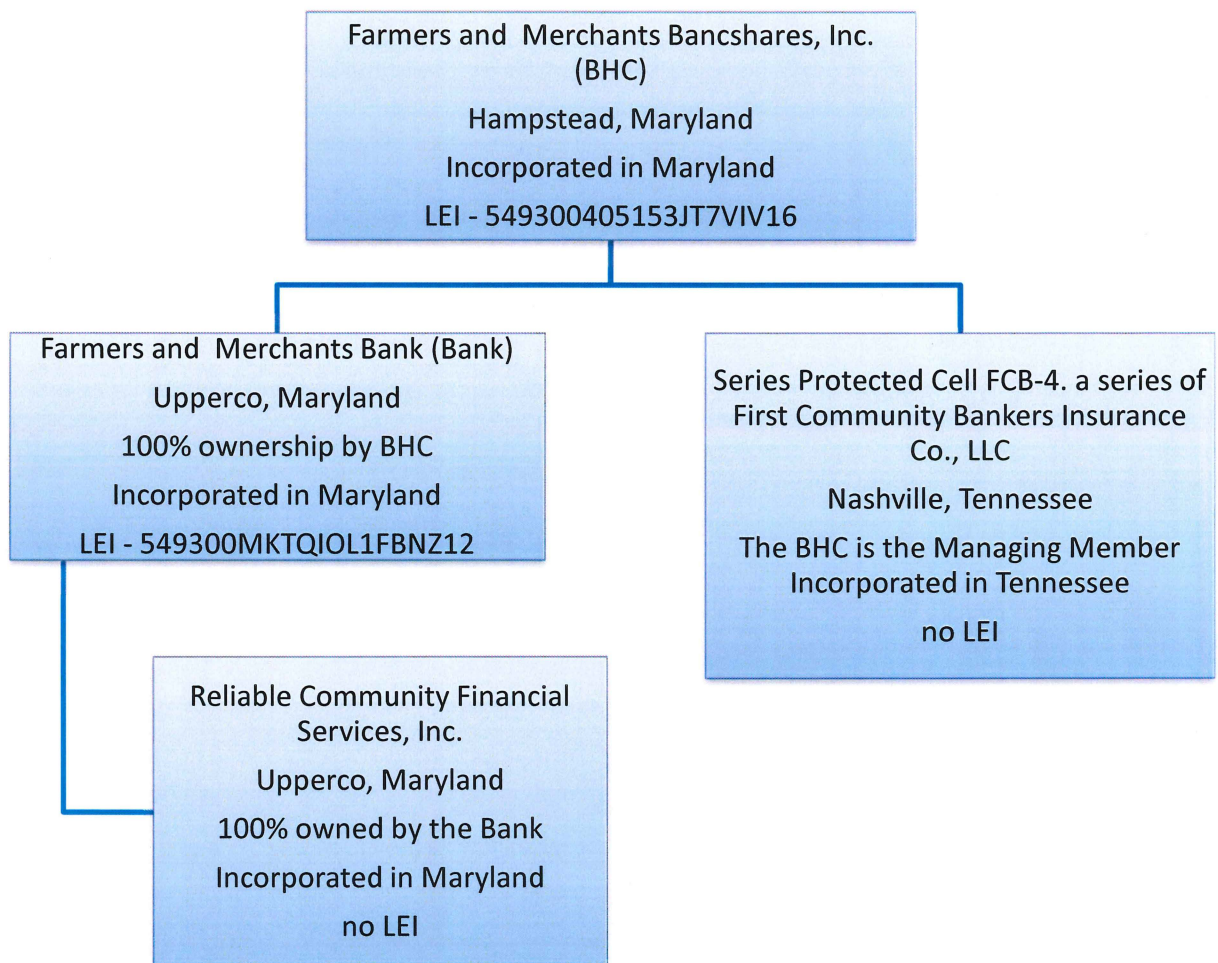 Farmers and Merchants Bancshares, Inc.
(BHC)
Hampstead, Maryland
Incorporated in Maryland
LEI - 549300405153JT7VIV16
Farmers and Merchants Bank (Bank)
Upperco, Maryland
100% ownership by BHC
Incorporated in Maryland
LEI - 549300MKTQIOL1FBNZ12
Series Protected Cell FCB-4. a series of
First Community Bankers Insurance
Co., LLC
Nashville, Tennessee
The BHC is the Managing Member
Incorporated in Tennessee
no LEI
Reliable Community Financial
Services, Inc.
Upperco, Maryland
100% owned by the Bank
Incorporated in Maryland
no LEI